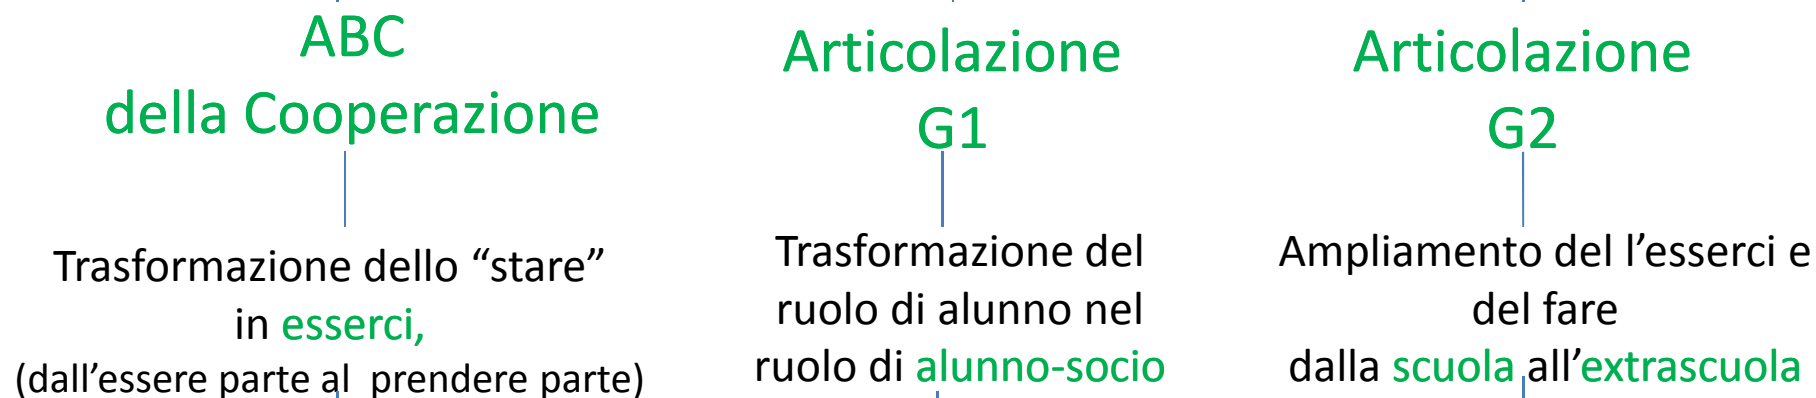 ABC
della Cooperazione
Trasformazione dello “stare”
in esserci,
(dall’essere parte al prendere parte)
Articolazione
G1
Trasformazione del
ruolo di alunno nel
ruolo di alunno-socio
Articolazione
G2
Ampliamento del l’esserci e
del fare
dalla scuola all’extrascuola